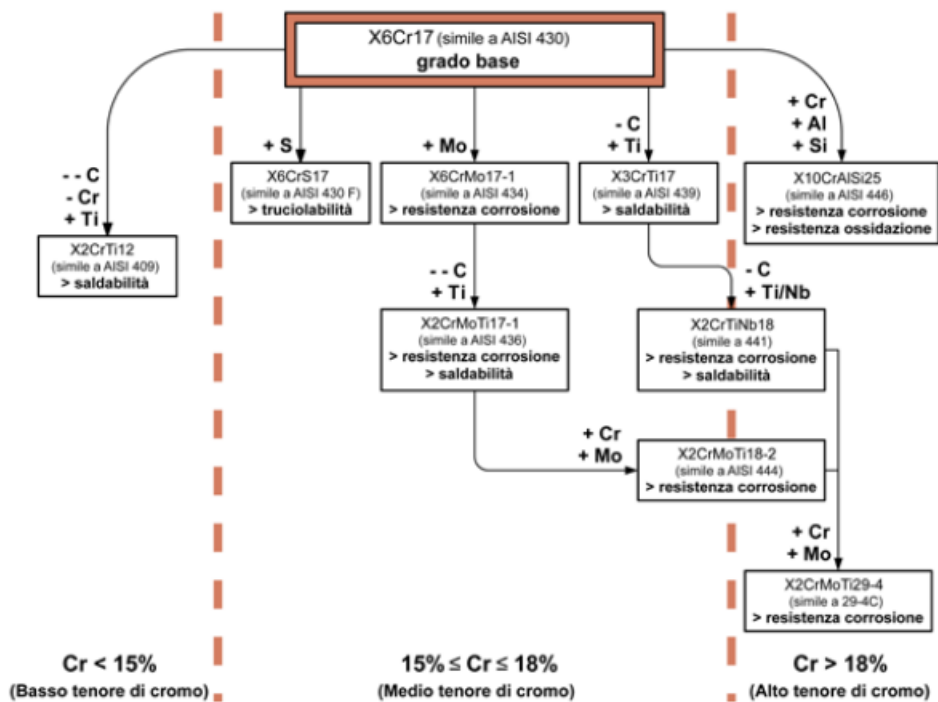 X6Cr17 (simile a AISI 430)
grado base
- - C
- Cr
+ Ti
X2CrTi12
(simile a AISI 409)
> saldabilità
+ S
X6CrS17
(simile a AISI 430 F)
> truciolabilità
+ Mo
X6CrMo17-1
(simile a AISI 434)
> resistenza corrosione
- C
+ Ti
X3CrTi17
(simile a AISI 439)
> saldabilità
+ Cr
+ Al
+ Si
X10CrAlSi25
(simile a AISI 446)
> resistenza corrosione
> resistenza ossidazione
- - C
+ Ti
X2CrMoTi17-1
(simile a AISI 436)
> resistenza corrosione
> saldabilità
- C
+ Ti/Nb
X2CrTiNb18
(simile a 441)
> resistenza corrosione
> saldabilità
+ Cr
+ Mo
X2CrMoTi18-2
(simile a AISI 444)
> resistenza corrosione
+ Cr
+ Mo
X2CrMoTi29-4
(simile a 29-4C)
> resistenza corrosione
Cr < 15%
(Basso tenore di cromo)
15% ≤ Cr ≤ 18%
(Medio tenore di cromo)
Cr > 18%
(Alto tenore di cromo)